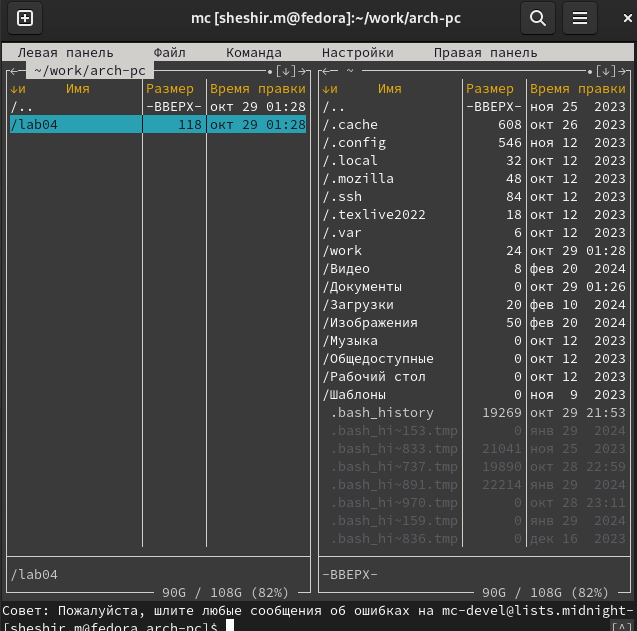 mc [sheshir.m@fedora]:~/work/arch-pc
Левая панель Файл Команда Настройки Правая панель
~/work/arch-pc
.[↓]
↓и Имя Размер Время правки
/.. -ВВЕРХ- окт 29 01:28
/lab04 118 окт 29 01:28
/lab04
90G / 108G (82%)
~
.[↓]
↓и Имя Размер Время правки
/.. -ВВЕРХ- ноя 25 2023
/.cache 608 окт 26 2023
/.config 546 ноя 12 2023
/.local 32 окт 12 2023
/.mozilla 48 окт 12 2023
/.ssh 84 окт 12 2023
/.texlive2022 18 окт 12 2023
/.var 6 окт 12 2023
/work 24 окт 29 01:28
/Видео 8 фев 20 2024
/Документы 0 окт 29 01:26
/Загрузки 20 фев 10 2024
/Изображения 50 фев 20 2024
/Музыка 0 окт 12 2023
/Общедоступные 0 окт 12 2023
/Рабочий стол 0 окт 12 2023
/Шаблоны 0 ноя 9 2023
.bash_history 19269 окт 29 21:53
.bash_hi~153.tmp 0 янв 29 2024
.bash_hi~833.tmp 21041 ноя 25 2023
.bash_hi~737.tmp 19890 окт 28 22:59
.bash_hi~891.tmp 22214 янв 29 2024
.bash_hi~970.tmp 0 окт 28 23:11
.bash_hi~159.tmp 0 янв 29 2024
.bash_hi~836.tmp 0 дек 16 2023
-ВВЕРХ-
90G / 108G (82%)
Совет: Пожалуйста, шлите любые сообщения об ошибках на mc-devel@lists.midnight-
[sheshir.m@fedora arch-pc]$ [^]